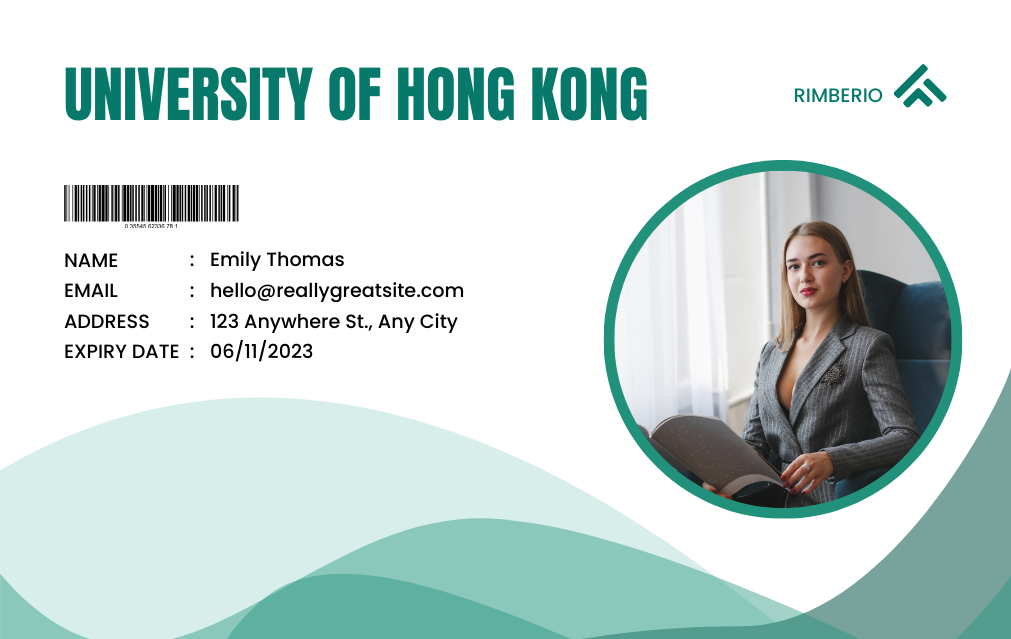 UNIVERSITY OF HONG KONG
RIMBERIO
0 35545 62336 78 1
NAME : Emily Thomas
EMAIL : hello@reallygreatsite.com
ADDRESS : 123 Anywhere St., Any City
EXPIRY DATE : 06/11/2023